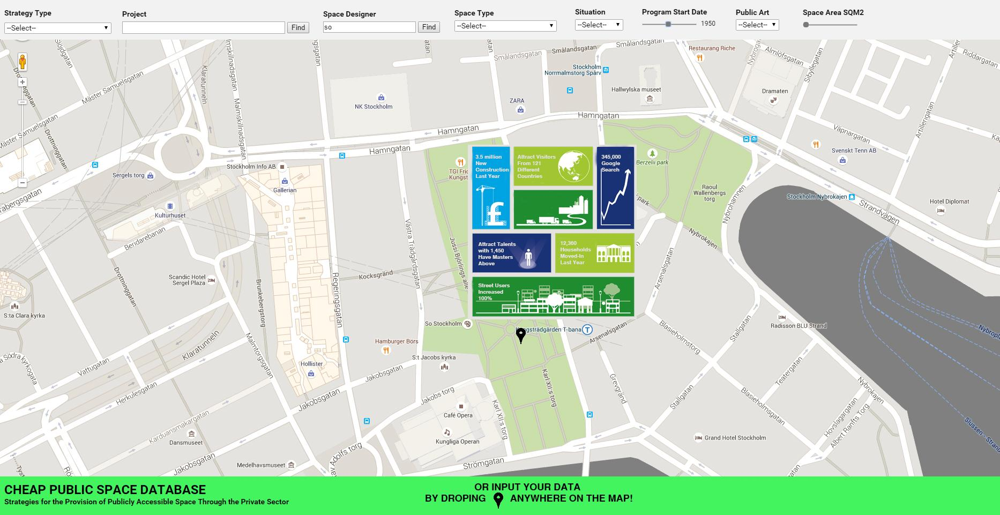 Strategy Type
Project
Space Designer
Space Type
Situation
Program Start Date
Public Art
Space Area SQM2
--Select--
Find
so
Find
--Select--
--Select--
1950
--Select--
Restaurang Riche
Almlöfsgatan
Sibyllegatan
Riddargatan
Slöjdgatan
Klaratunneln
Malmskillnadsgatan
Smålandsgatan
Smålandsgatan
Smålandsgatan
Stockholm
Norrmalmstorg Spårv
Mäster Samuelsgatan
Hallwylska museet
Dramaten
NK Stockholm
ZARA
Drottninggatan
Mäster Samuelsgatan
Hamngatan
Hamngatan
Hamngatan
Artillerigatan
Väpnargatan
Svenskt Tenn AB
Berzelii park
Stockholm Info AB
Sergels torg
Gallerian
TGI Fri
Kungst
3.5 million
New
Construction
Last Year
Attract Visitors
From 121
Different
Countries
345,000
Google
Search
Raoul
Wallenbergs
torg
Nybrohamnen
Stockholm Nybrokajen
Strandvägen
Hotel Diplomat
park
Kulturhuset
Beridarebanan
Västra Trädgårdsgatan
Jussi Björlings allé
Nybrokajen
Attract Talents
with 1,450
Have Masters
Above
12,360
Households
Moved-In
Last Year
Scandic Hotel
Sergel Plaza
Drottninggatan
Brunkebergstorg
Regeringsgatan
Kocksgränd
Arsenalsgatan
Street Users
Increased
100%
S:ta Clara kyrka
So Stockholm
gsträdgården T-bana
Arsenalsgatan
Radisson BLU Strand
Stallgatan
Blasieholmstorg
Klaratunneln
Malmtorgsgatan
Hamburger Börs
S:t Jacobs kyrka
Hollister
Vattugatan
Jakobsgatan
Karl XII:s torg
Grevgränd
Teatergatan
Nybrokajen
Herkulesgatan
Jakobsgatan
Jakobs torg
Karl XII:s torg
Stallgatan
Blasieholmsgatan
Hovslagargatan
Albert Ranfts Torg
Café Opera
Karduansmakargatan
Dansmuseet
Kungliga Operan
Grand Hotel Stockholm
Jakobsgatan
Medelhavsmuseet
Adolfs torg
Strömgatan
CHEAP PUBLIC SPACE DATABASE
Strategies for the Provision of Publicly Accessible Space Through the Private Sector
OR INPUT YOUR DATA
BY DROPING ANYWHERE ON THE MAP!